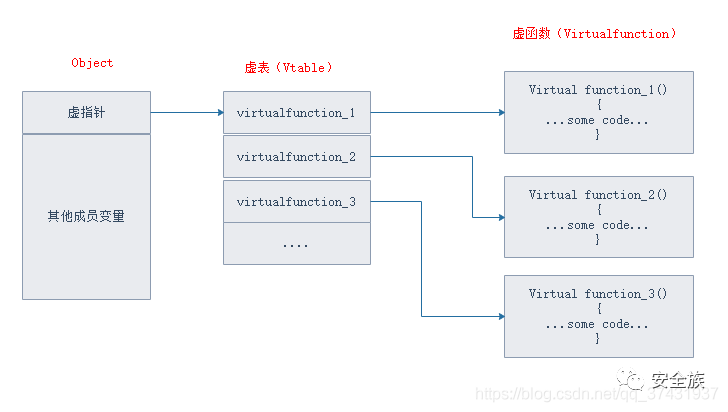 Object
虚指针
其他成员变量
虚表（Vtable）
virtualfunction_1
virtualfunction_2
virtualfunction_3
....
虚函数（Virtualfunction）
Virtual function_1()
{
...some code...
}
Virtual function_2()
{
...some code...
}
Virtual function_3()
{
...some code...
}
安全族
https://blog.csdn.net/qq_37431937